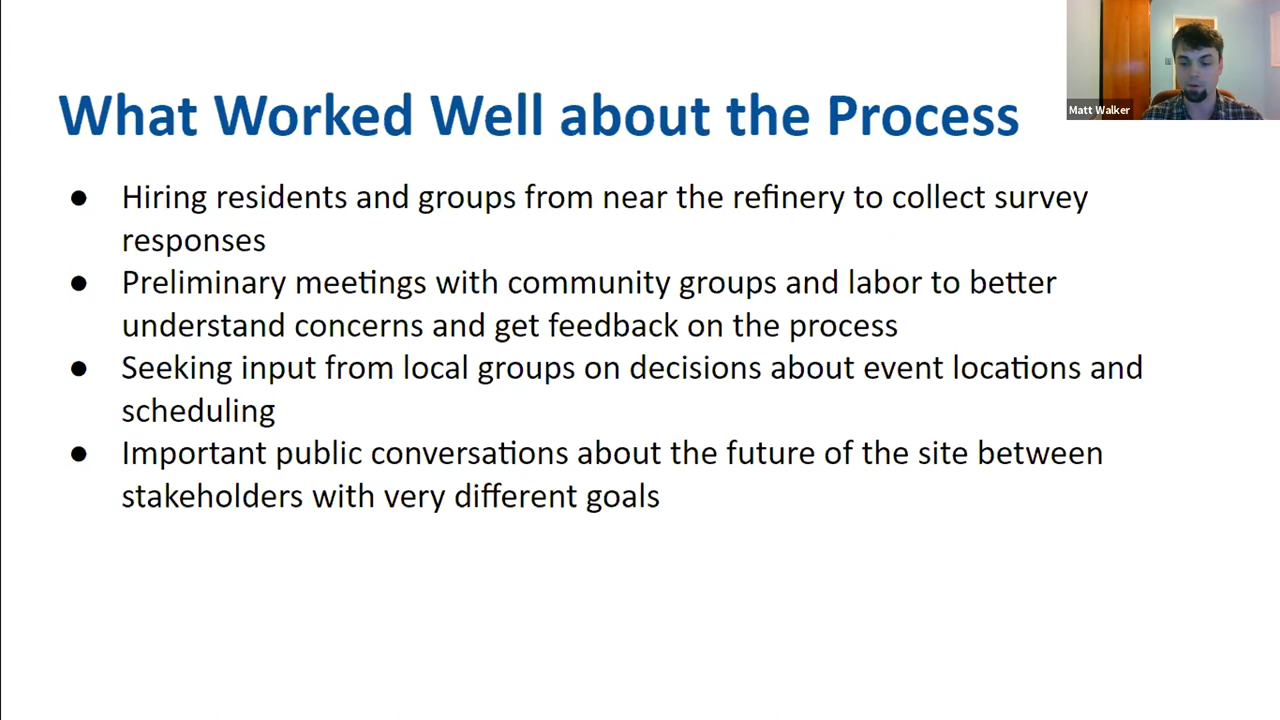 What Worked Well about the Process
Matt Walker
● Hiring residents and groups from near the refinery to collect survey
responses
● Preliminary meetings with community groups and labor to better
understand concerns and get feedback on the process
● Seeking input from local groups on decisions about event locations and
scheduling
● Important public conversations about the future of the site between
stakeholders with very different goals